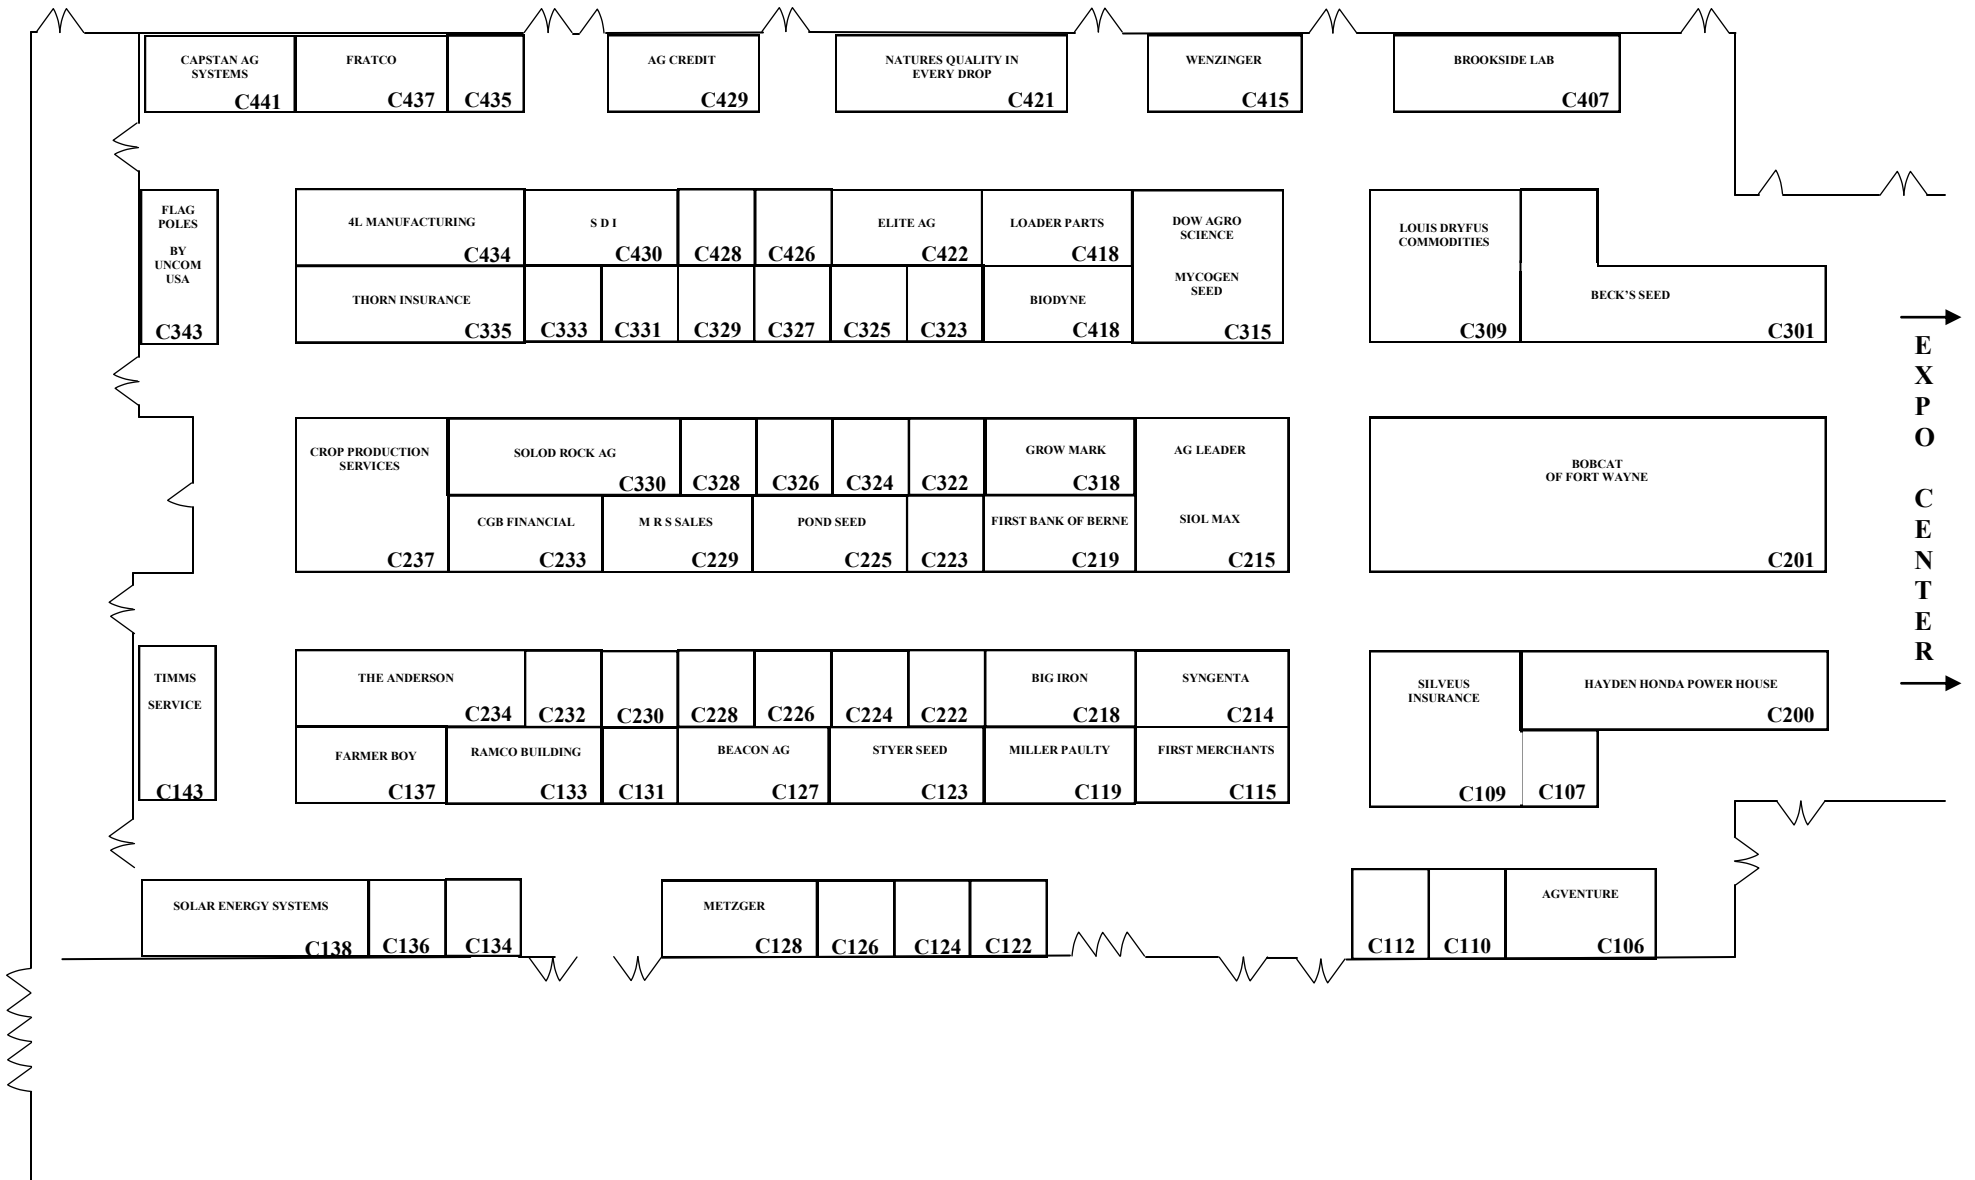 CAPSTAN AG
SYSTEMS
C441
FRATCO
C437
C435
AG CREDIT
C429
NATURES QUALITY IN
EVERY DROP
C421
WENZINGER
C415
BROOKSIDE LAB
C407
FLAG
POLES
BY
UNCOM
USA
C343
4L MANUFACTURING
C434
S D I
C430
C428
C426
ELITE AG
C422
LOADER PARTS
C418
DOW AGRO
SCIENCE
MYCOGEN
SEED
C315
LOUIS DRYFUS
COMMODITIES
C309
BECK'S SEED
C301
THORN INSURANCE
C335
C333
C331
C329
C327
C325
C323
BIODYNE
C418
EXPO CENTER
CROP PRODUCTION
SERVICES
C237
SOLOD ROCK AG
C330
C328
C326
C324
C322
GROW MARK
C318
AG LEADER
SIOL MAX
C215
BOBCAT
OF FORT WAYNE
C201
CGB FINANCIAL
C233
M R S SALES
C229
POND SEED
C225
C223
FIRST BANK OF BERNE
C219
TIMMS
SERVICE
C143
THE ANDERSON
C234
C232
C230
C228
C226
C224
C222
BIG IRON
C218
SYNGENTA
C214
SILVEUS
INSURANCE
C109
HAYDEN HONDA POWER HOUSE
C200
FARMER BOY
C137
RAMCO BUILDING
C133
C131
BEACON AG
C127
STYER SEED
C123
MILLER PAULTY
C119
FIRST MERCHANTS
C115
C107
SOLAR ENERGY SYSTEMS
C138
C136
C134
METZGER
C128
C126
C124
C122
C112
C110
AGVENTURE
C106